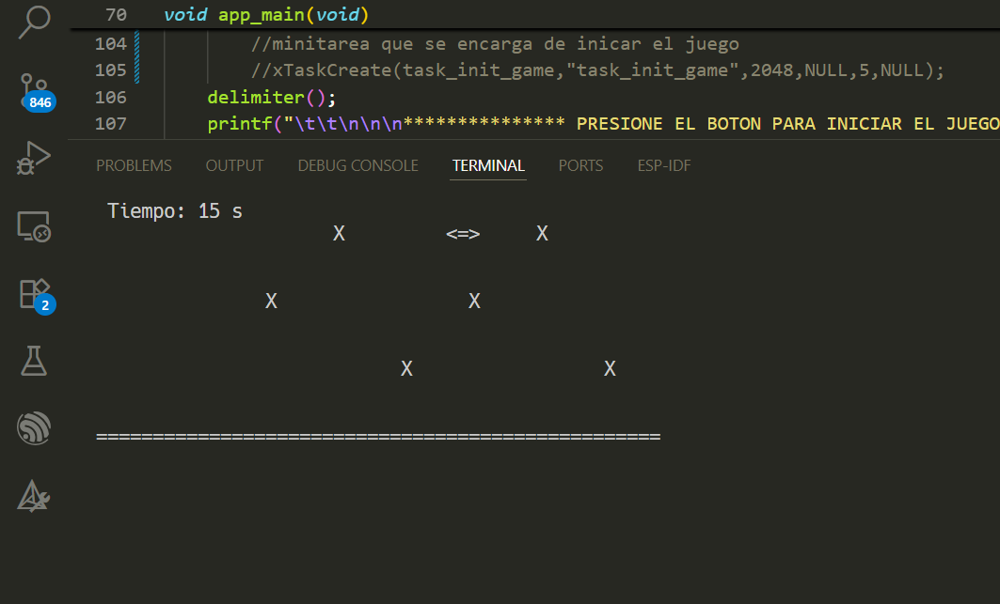 70 void app_main(void)
104 //minitarea que se encarga de inicar el juego
105 //xTaskCreate(task_init_game,"task_init_game",2048,NULL,5,NULL);
106 delimiter();
107 printf("\t\t\n\n\n*************** PRESIONE EL BOTON PARA INICIAR EL JUEGO
846
PROBLEMS OUTPUT DEBUG CONSOLE TERMINAL PORTS ESP-IDF
Tiempo: 15 s
X <=> X
2
X X
X X
==================================================